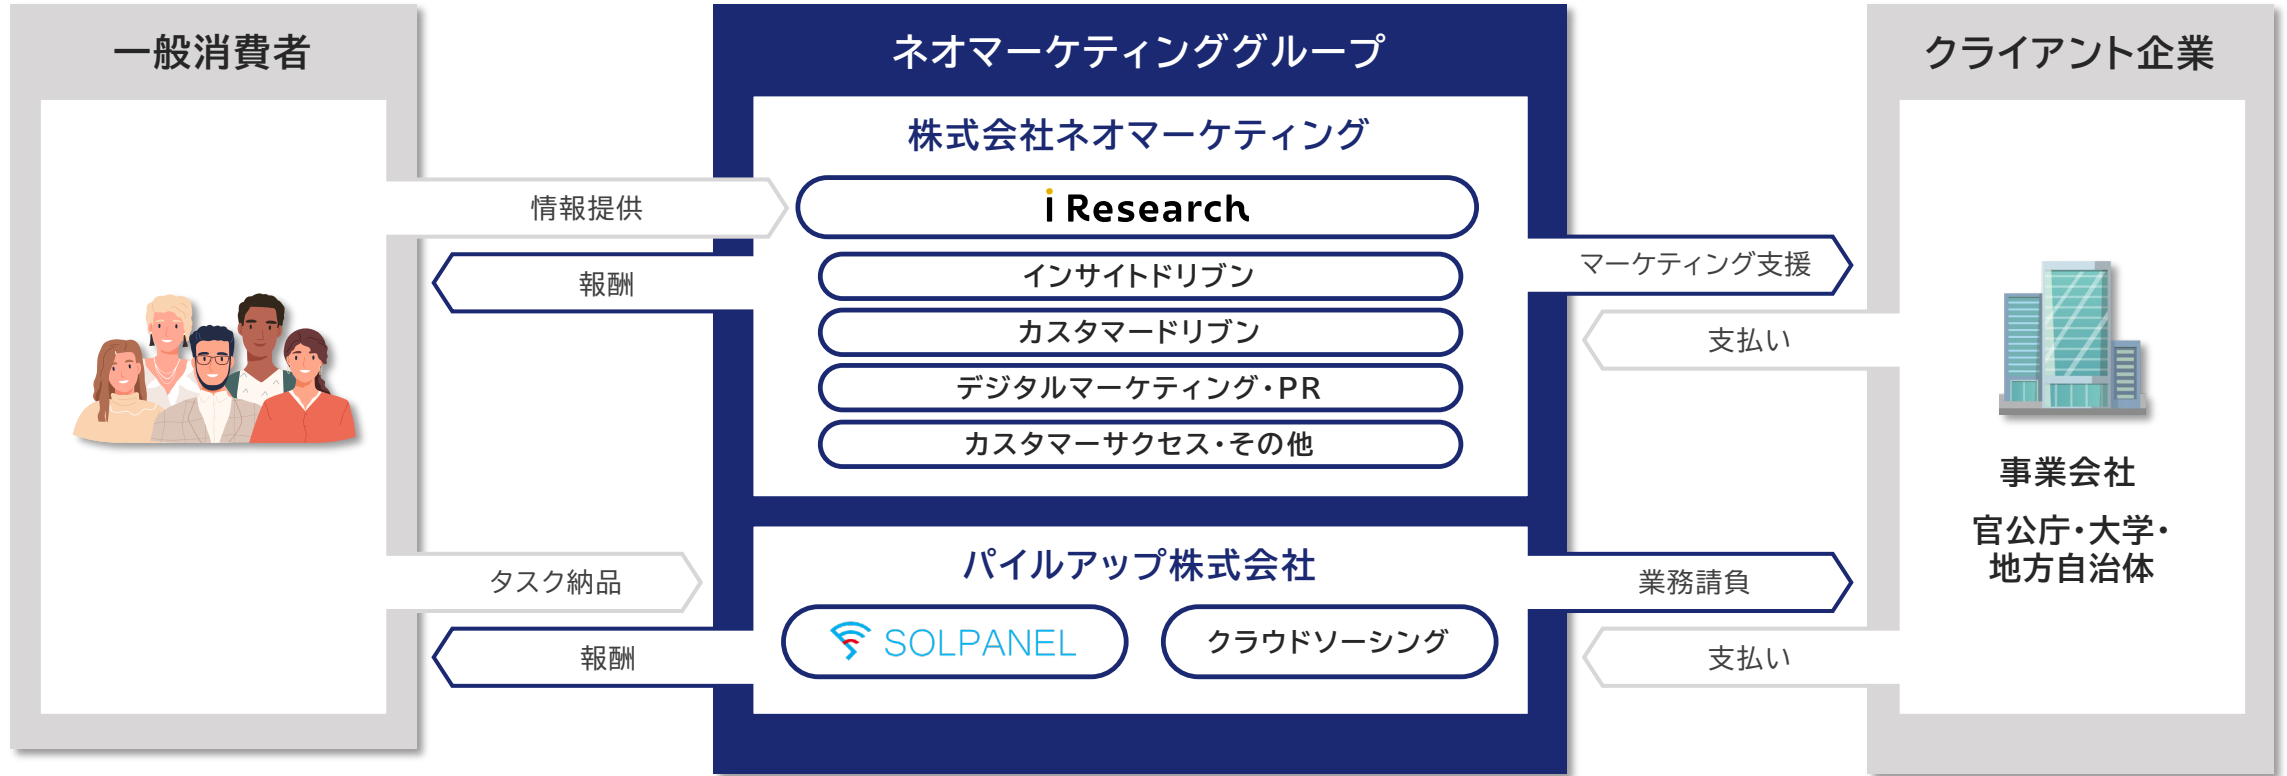 一般消費者
ネオマーケティンググループ
クライアント企業
株式会社ネオマーケティング
情報提供
i Research
報酬
インサイトドリブン
カスタマードリブン
デジタルマーケティング・PR
カスタマーサクセス・その他
マーケティング支援
支払い
事業会社
官公庁・大学・
地方自治体
パイルアップ株式会社
タスク納品
報酬
SOLPANEL
クラウドソーシング
業務請負
支払い